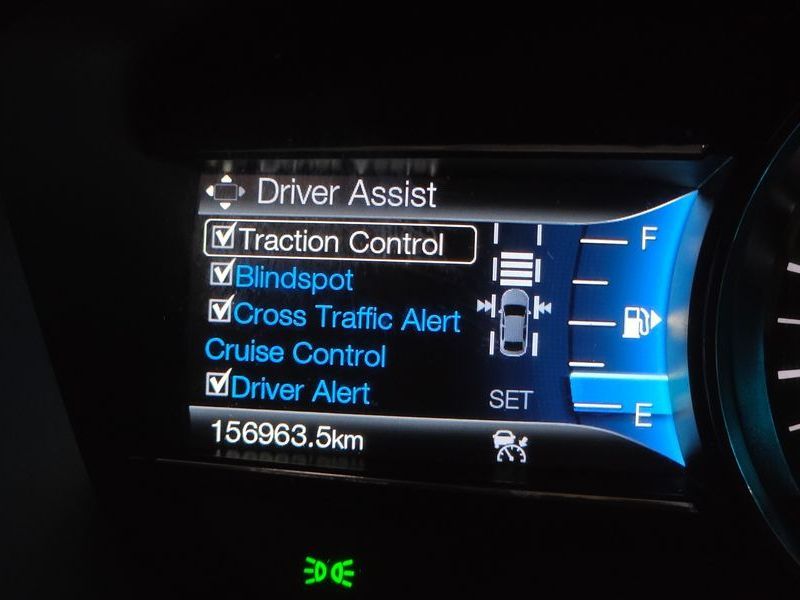 Driver Assist
Traction Control
Blindspot
Cross Traffic Alert
Cruise Control
Driver Alert
SET
156963.5km
F
E